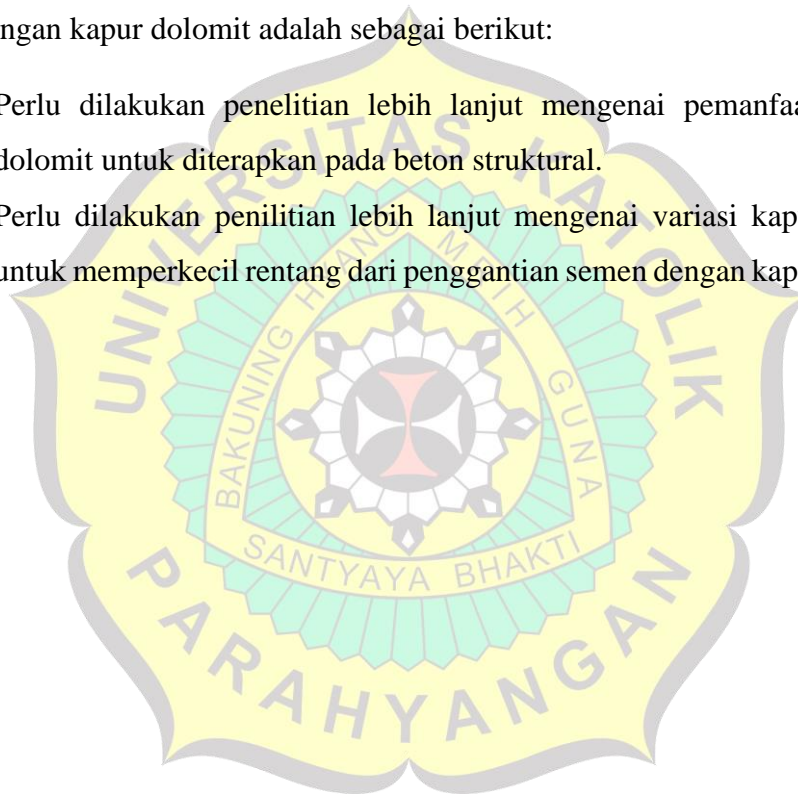 ngan kapur dolomit adalah sebagai berikut:
Perlu dilakukan penelitian lebih lanjut mengenai pemanfaa
dolomit untuk diterapkan pada beton struktural.
Perlu dilakukan penilitian lebih lanjut mengenai variasi kap
untuk memperkecil rentang dari penggantian semen dengan kap
UNIVERSITAS KATOLIK
BAKUNING HYANG MRIH GUNA
SANTYAYA BHAKTI
PARAHYANGAN